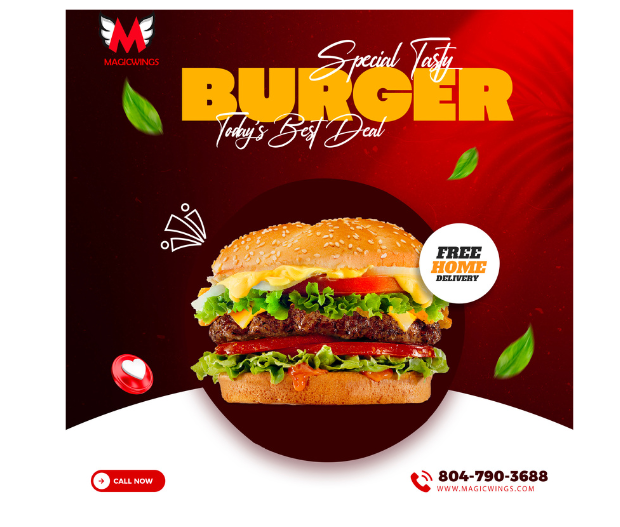 M
MAGICWINGS
Special Tasty
BURGER
Today's Best Deal
FREE
HOME
DELIVERY
CALL NOW
804-790-3688
WWW.MAGICWINGS.COM